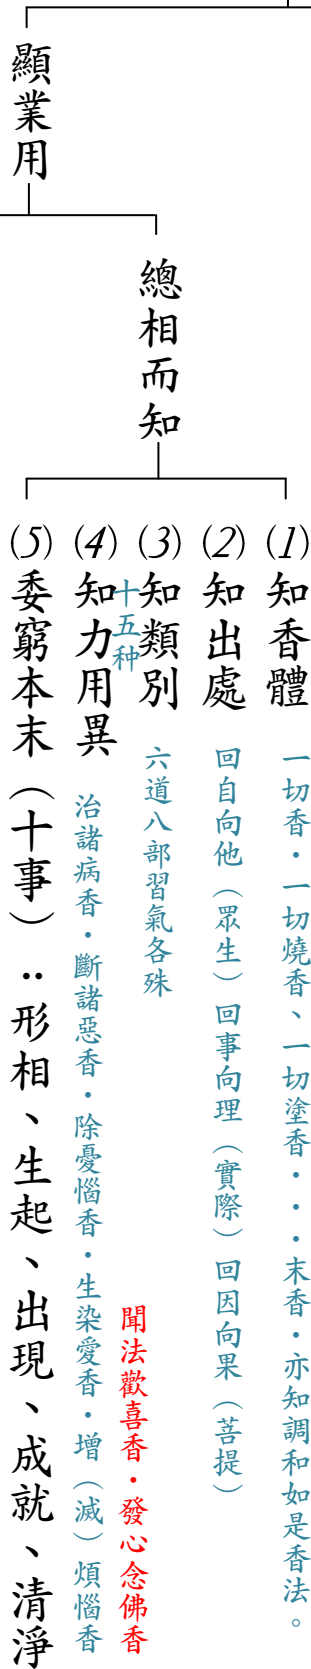 顯業用
總相而知
(1)知香體
一切香·一切燒香、一切塗香···末香·亦知調和如是香法。
(2)知出處
回自向他（眾生）回事向理（實際）回因向果（菩提）
(3)知類別
六道八部習氣各殊
聞法歡喜香·發心念佛香
十五种
(4)知力用異
治諸病香·斷諸惡香·除憂惱香·生染愛香·增（滅）煩惱香
(5)委窮本末（十事）：形相、生起、出現、成就、清淨